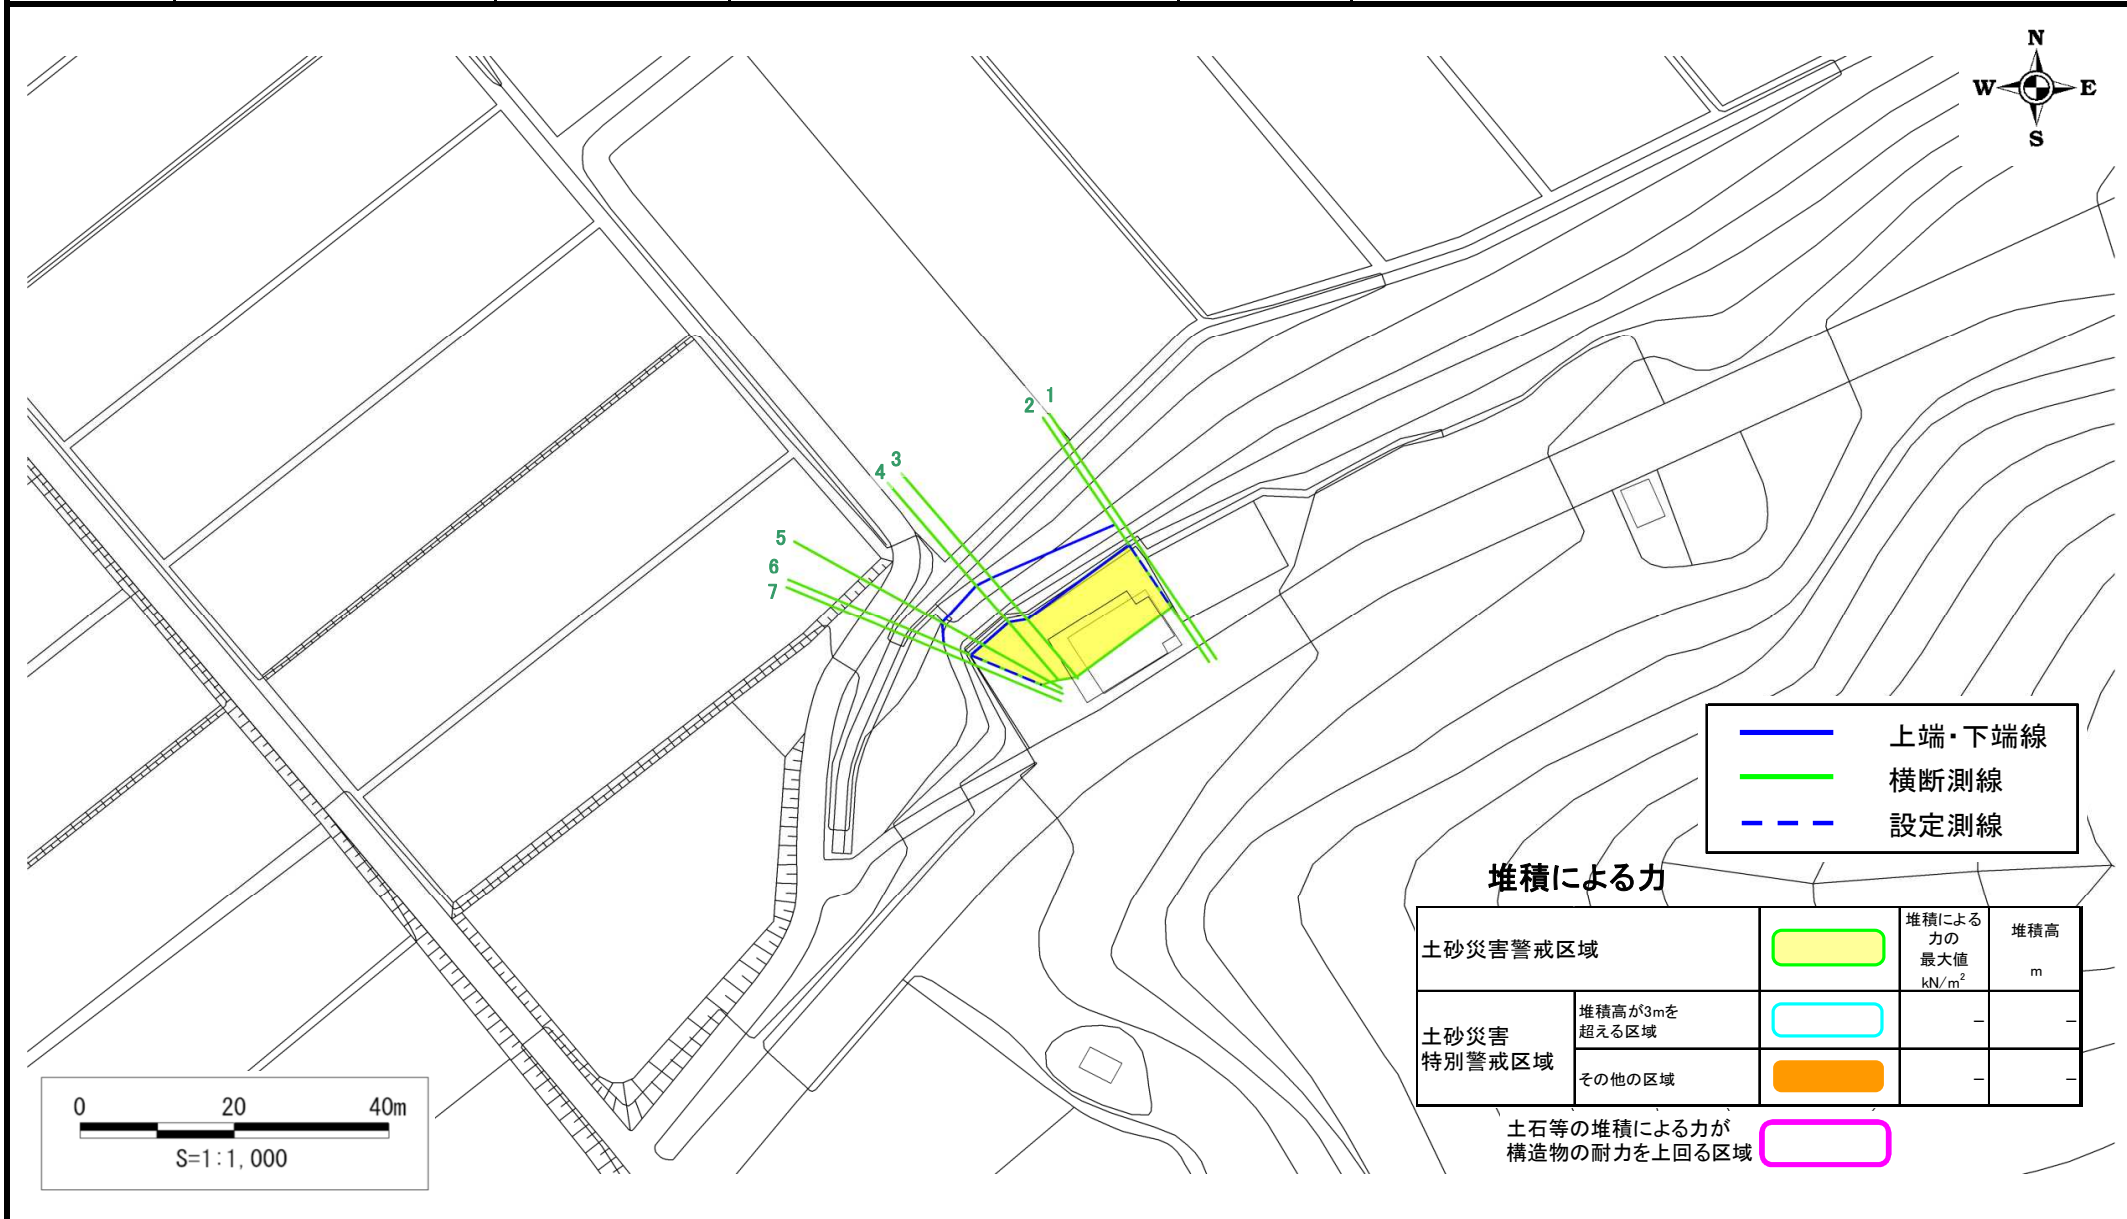 N
W E
S
1
2
3
4
5
6
7
上端・下端線
横断測線
設定測線
堆積による力
土砂災害警戒区域
堆積による
力の
最大値
kN/m²
堆積高
m
土砂災害
特別警戒区域
堆積高が3mを
超える区域
− −
その他の区域
− −
土石等の堆積による力が
構造物の耐力を上回る区域
0 20 40m
S=1:1,000